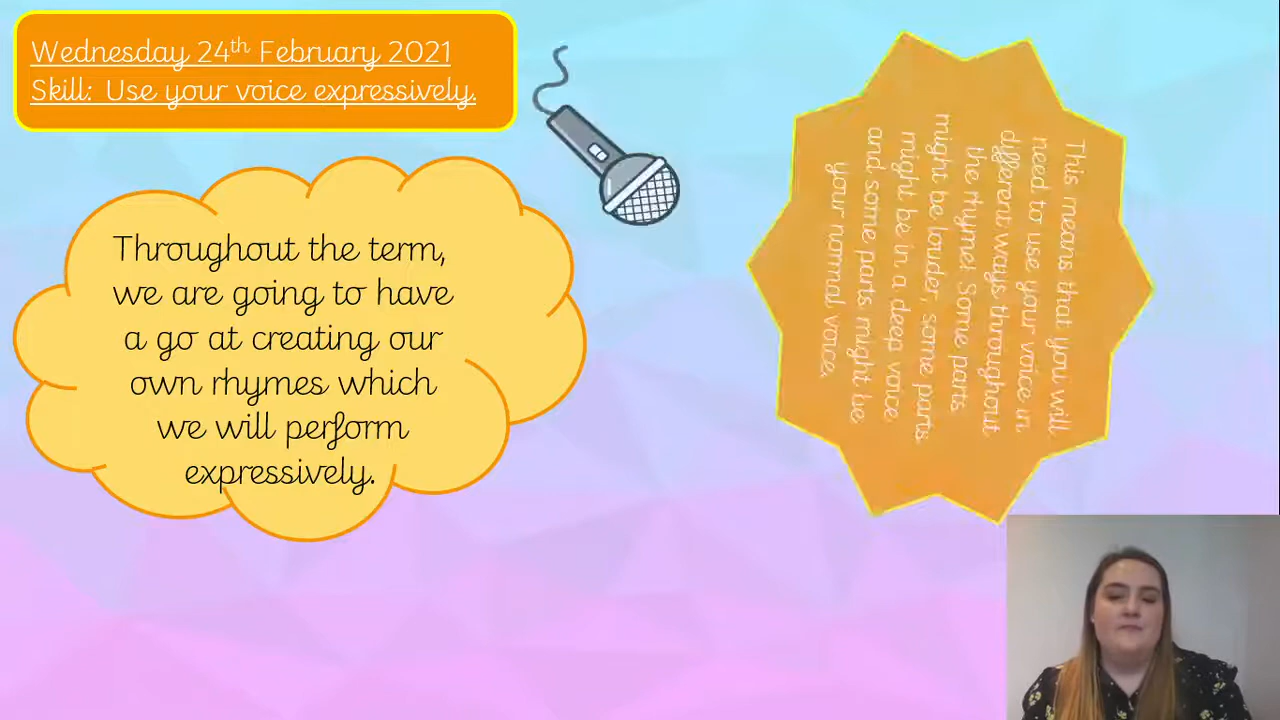 Wednesday 24th February 2021
Skill: Use your voice expressively.
Throughout the term,
we are going to have
a go at creating our
own rhymes which
we will perform
expressively.
This means that you will
need to use your voice in
different ways throughout
the rhyme! Some parts
might be louder, some parts
might be in a deep voice
and some parts might be
your normal voice.